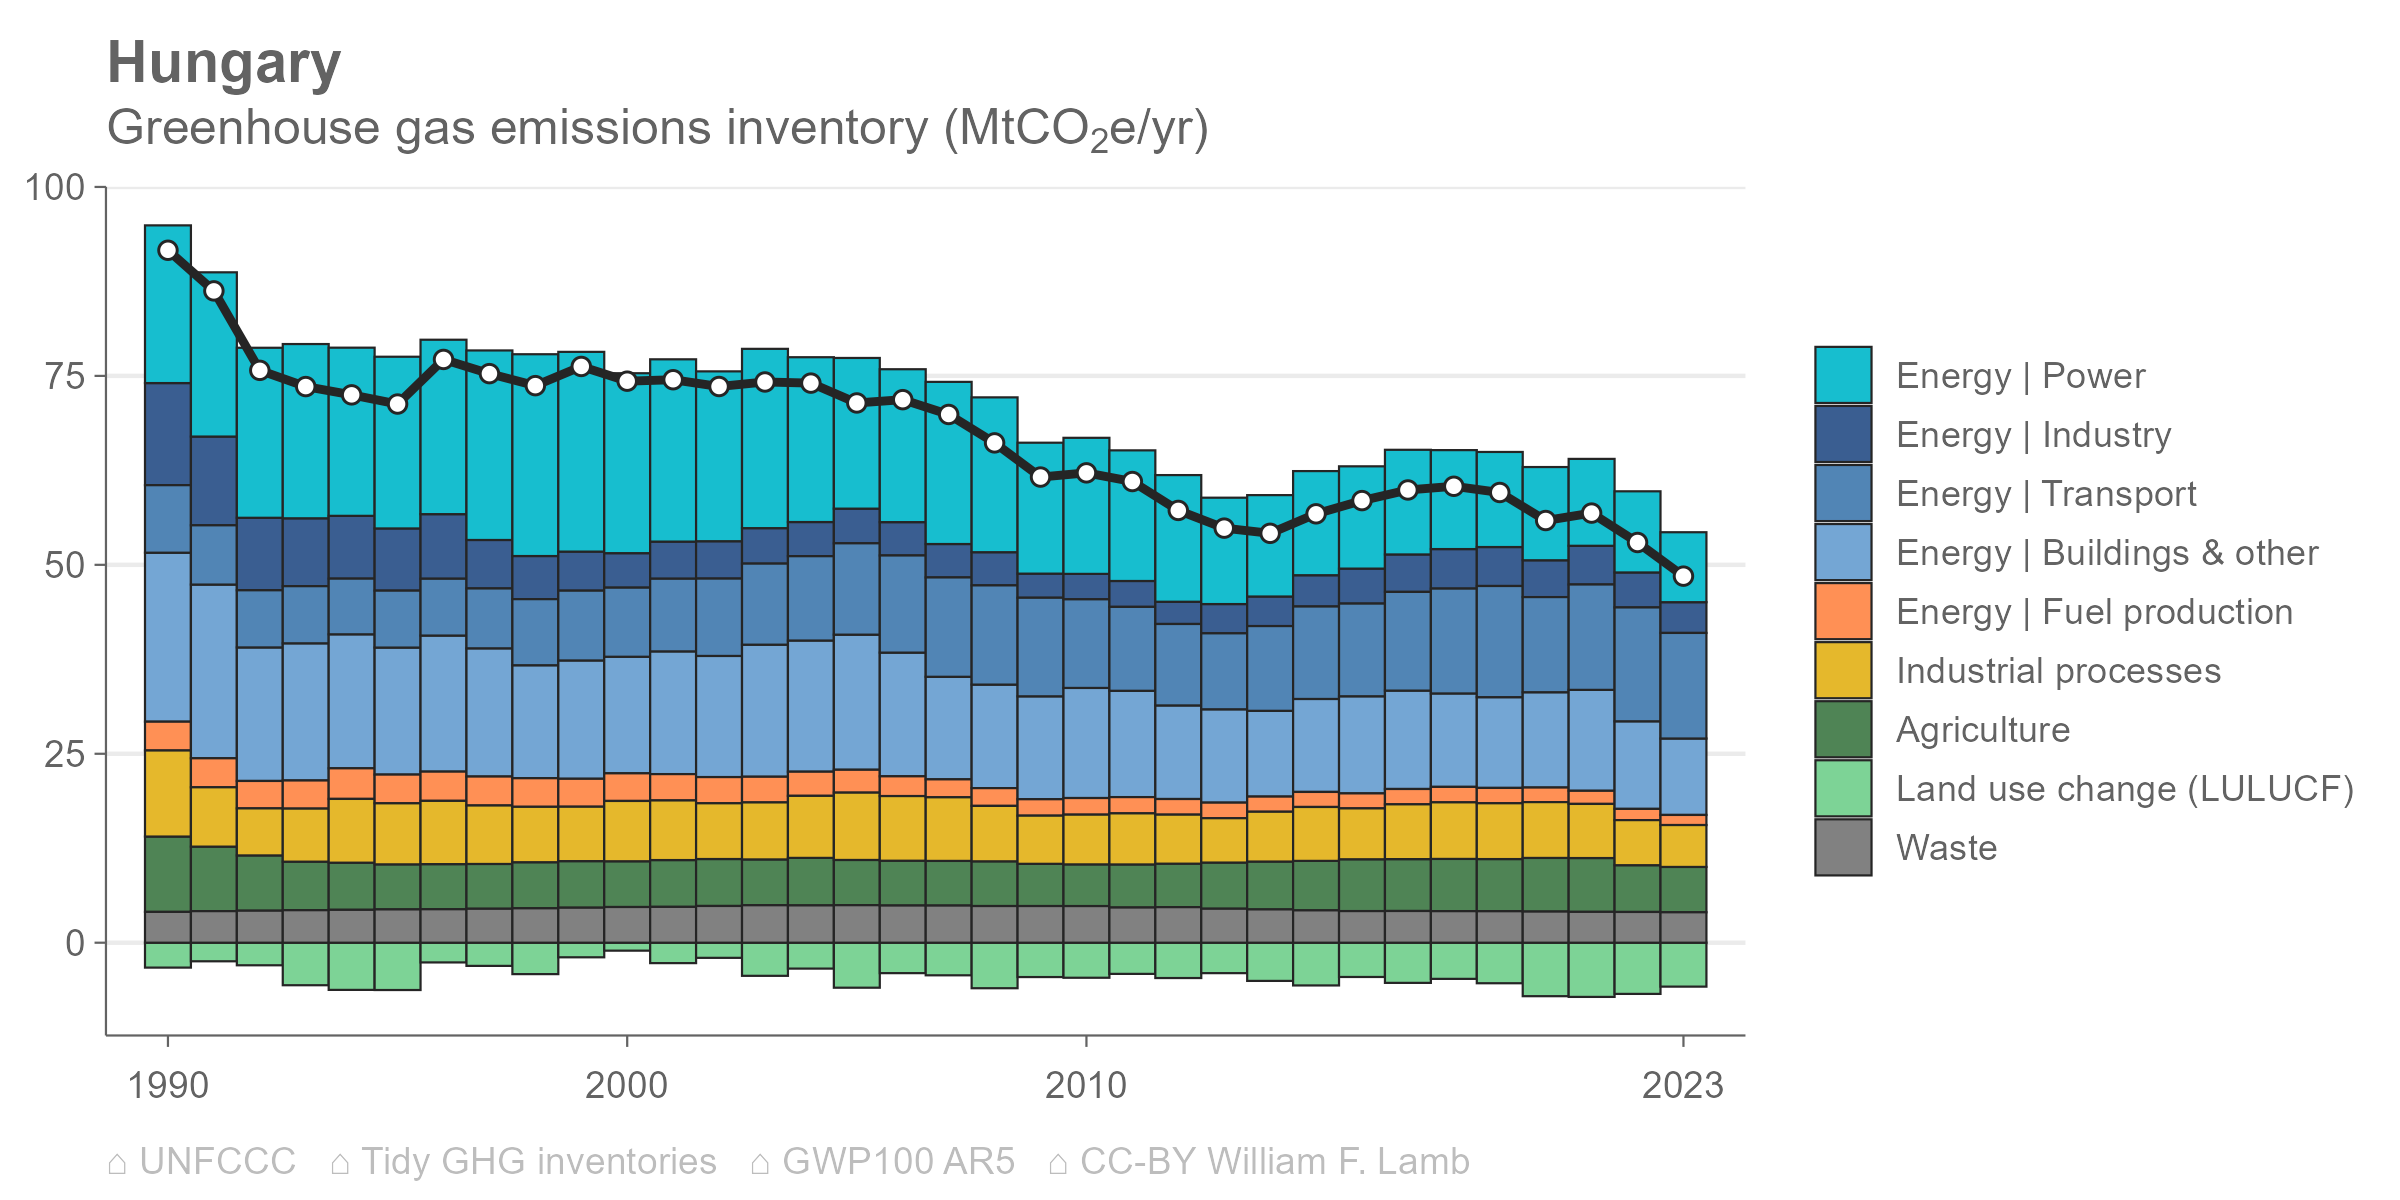 Hungary
Greenhouse gas emissions inventory (MtCO₂e/yr)
100
75
50
25
0
1990 2000 2010 2023
Energy | Power
Energy | Industry
Energy | Transport
Energy | Buildings & other
Energy | Fuel production
Industrial processes
Agriculture
Land use change (LULUCF)
Waste
⌂ UNFCCC ⌂ Tidy GHG inventories ⌂ GWP100 AR5 ⌂ CC-BY William F. Lamb